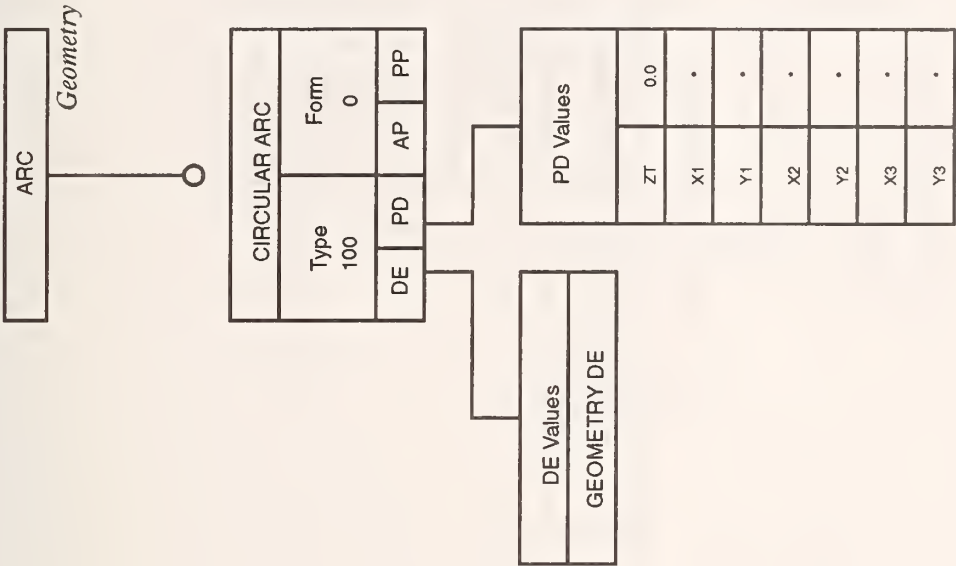 ARC
Geometry
CIRCULAR ARC
Type Form
100 0
DE PD AP PP
DE Values
GEOMETRY DE
PD Values
ZT 0.0
X1 •
Y1 •
X2 •
Y2 •
X3 •
Y3 •